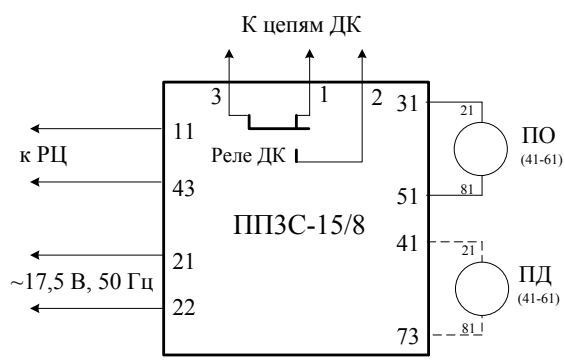 К цепям ДК
3 1 2 31 21
11 ПО
к РЦ Реле ДК (41-61)
43 51 81
ПП3С-15/8
41 21
21 ПД
~17,5 В, 50 Гц (41-61)
22 73 81